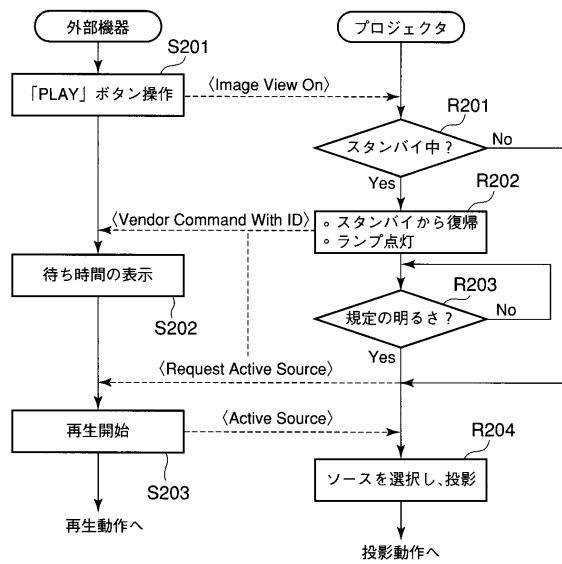 外部機器
プロジェクタ
S201
「PLAY」ボタン操作
〈Image View On〉
R201
スタンバイ中?
No
Yes
R202
〈Vendor Command With ID〉
。スタンバイから復帰
。ランプ点灯
待ち時間の表示
S202
R203
規定の明るさ?
No
Yes
〈Request Active Source〉
再生開始
〈Active Source〉
S203
R204
ソースを選択し、投影
再生動作へ
投影動作へ